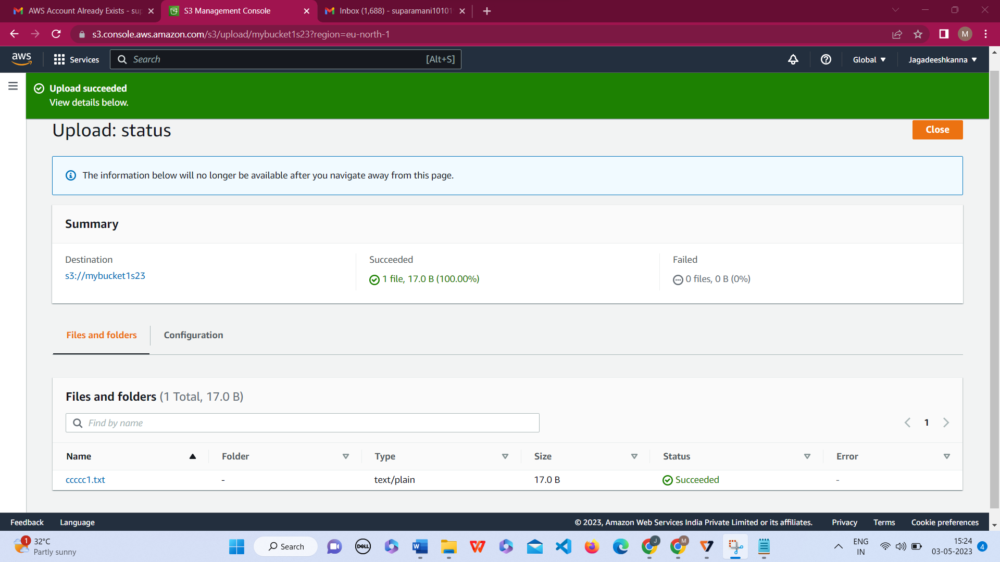 AWS Account Already Exists - sup
S3 Management Console
Inbox (1,688) - suparamani10101
s3.console.aws.amazon.com/s3/upload/mybucket1s23?region=eu-north-1
M
aws
Services
Search
[Alt+S]
Global
Jagadeeshkanna
Upload succeeded
View details below.
Upload: status
Close
The information below will no longer be available after you navigate away from this page.
Summary
Destination
s3://mybucket1s23
Succeeded
1 file, 17.0 B (100.00%)
Failed
0 files, 0 B (0%)
Files and folders
Configuration
Files and folders (1 Total, 17.0 B)
Find by name
1
Name
Folder
Type
Size
Status
Error
ccccc1.txt
-
text/plain
17.0 B
Succeeded
-
Feedback
Language
© 2023, Amazon Web Services India Private Limited or its affiliates.
Privacy
Terms
Cookie preferences
1
32°C
Partly sunny
Search
DELL
W
J
M
ENG
IN
15:24
03-05-2023
4